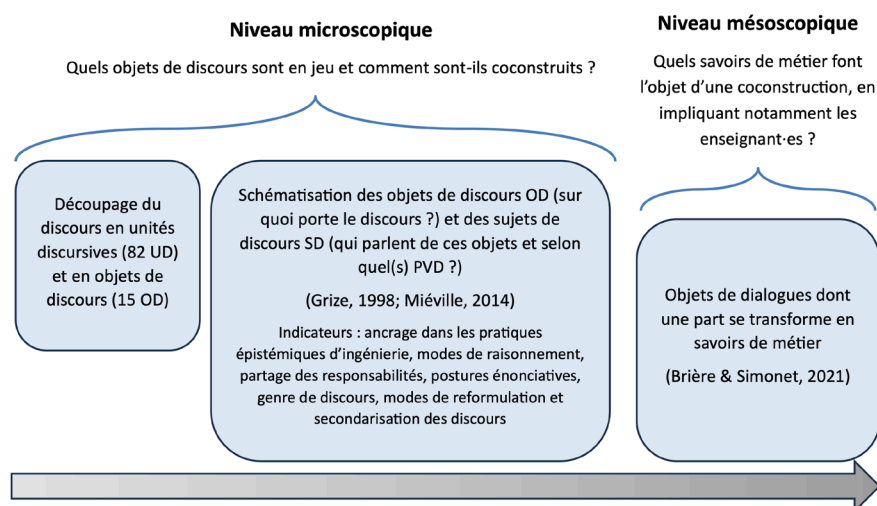 Niveau microscopique
Quels objets de discours sont en jeu et comment sont-ils coconstruits ?
Niveau mésoscopique
Quels savoirs de métier font
l’objet d’une coconstruction, en
impliquant notamment les
enseignant·es ?
Découpage du
discours en unités
discursives (82 UD)
et en objets de
discours (15 OD)
Schématisation des objets de discours OD (sur
quoi porte le discours ?) et des sujets de
discours SD (qui parlent de ces objets et selon
quel(s) PVD ?)
(Grize, 1998; Miéville, 2014)
Indicateurs : ancrage dans les pratiques
épistémiques d’ingénierie, modes de raisonnement,
partage des responsabilités, postures énonciatives,
genre de discours, modes de reformulation et
secondarisation des discours
Objets de dialogues dont
une part se transforme en
savoirs de métier
(Brière & Simonet, 2021)